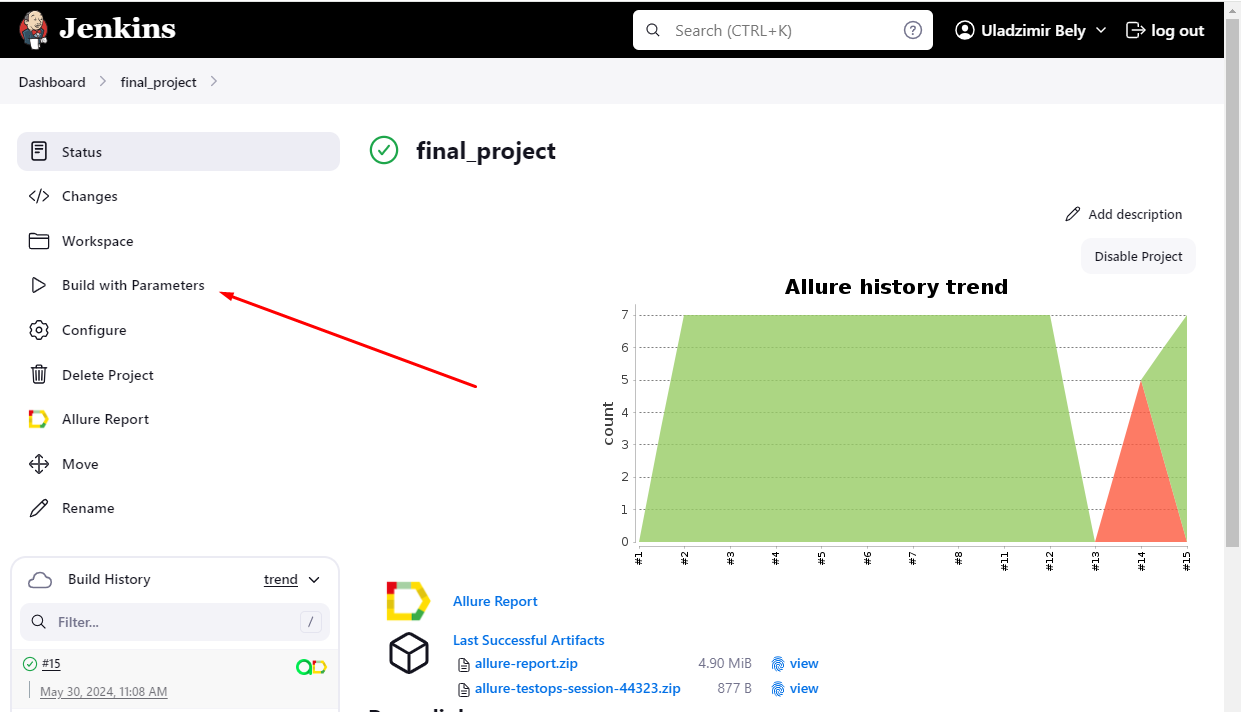 Jenkins
Search (CTRL+K)
Uladzimir Bely
log out
Dashboard
final_project
Status
Changes
Workspace
Build with Parameters
Configure
Delete Project
Allure Report
Move
Rename
Build History
trend
Filter...
/
#15
May 30, 2024, 11:08 AM
final_project
Add description
Disable Project
Allure history trend
count
7
6
5
4
3
2
1
0
#1
#2
#3
#4
#5
#6
#7
#8
#11
#12
#13
#14
#15
Allure Report
Last Successful Artifacts
allure-report.zip 4.90 MiB view
allure-testops-session-44323.zip 877 B view